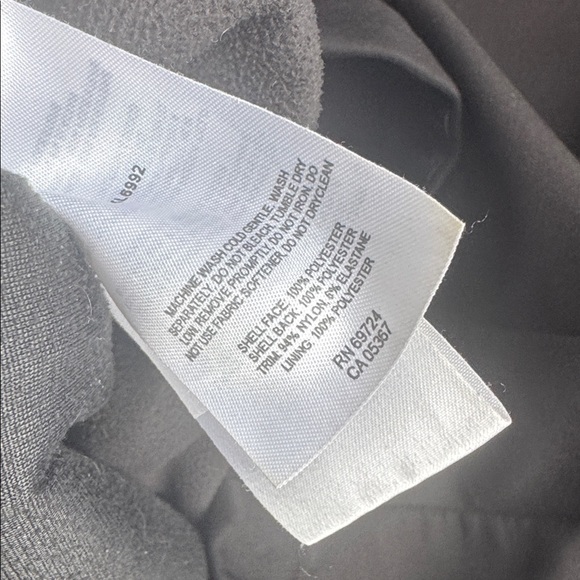 L6992
MACHINE WASH COLD GENTLE, WASH
SEPARATELY, DO NOT BLEACH, TUMBLE DRY
LOW REMOVE PROMPTLY, DO NOT IRON, DO
NOT USE FABRIC SOFTENER, DO NOT DRYCLEAN
SHELL FACE: 100% POLYESTER
SHELL BACK: 100% POLYESTER
TRIM: 94% NYLON, 6% ELASTANE
LINING: 100% POLYESTER
RN 69724
CA 05367